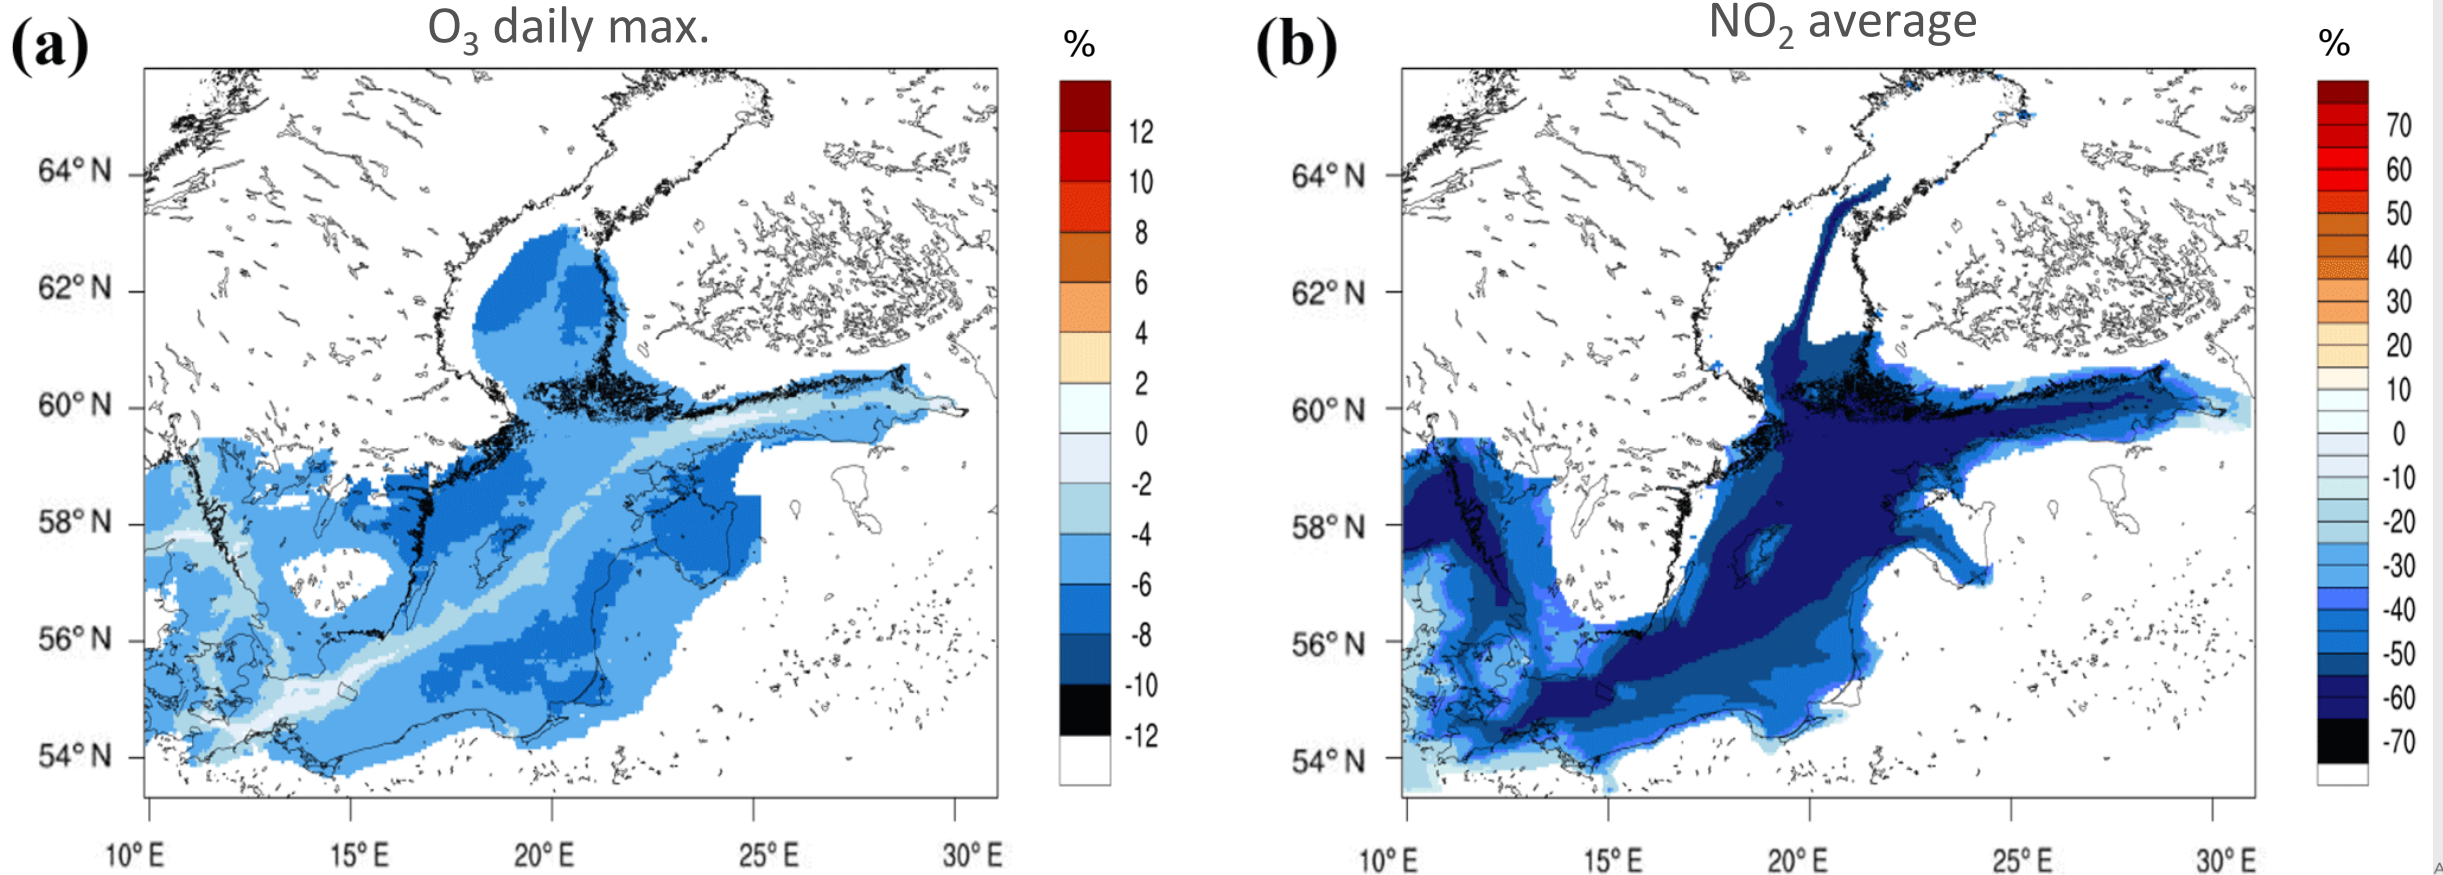 (a)
O₃ daily max.
%
64° N
62° N
60° N
58° N
56° N
54° N
10° E
15° E
20° E
25° E
30° E
12
10
8
6
4
2
0
-2
-4
-6
-8
-10
-12
(b)
NO₂ average
%
64° N
62° N
60° N
58° N
56° N
54° N
10° E
15° E
20° E
25° E
30° E
70
60
50
40
30
20
10
0
-10
-20
-30
-40
-50
-60
-70
A